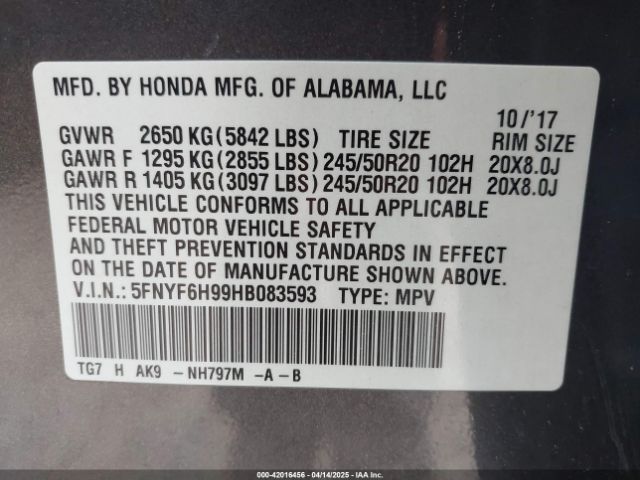 MFD. BY HONDA MFG. OF ALABAMA, LLC
10/'17
GVWR 2650 KG(5842 LBS) TIRE SIZE RIM SIZE
GAWR F 1295 KG(2855 LBS)245/50R20 102H 20X8.0J
GAWR R 1405 KG(3097 LBS)245/50R20 102H 20X8.0J
THIS VEHICLE CONFORMS TO ALL APPLICABLE
FEDERAL MOTOR VEHICLE SAFETY
AND THEFT PREVENTION STANDARDS IN EFFECT
ON THE DATE OF MANUFACTURE SHOWN ABOVE.
V.I.N.: 5FNYF6H99HB083593 TYPE: MPV
TG7 H AK9 -NH797M -A-B
000-42016456 | 04/14/2025 | IAAI.COM